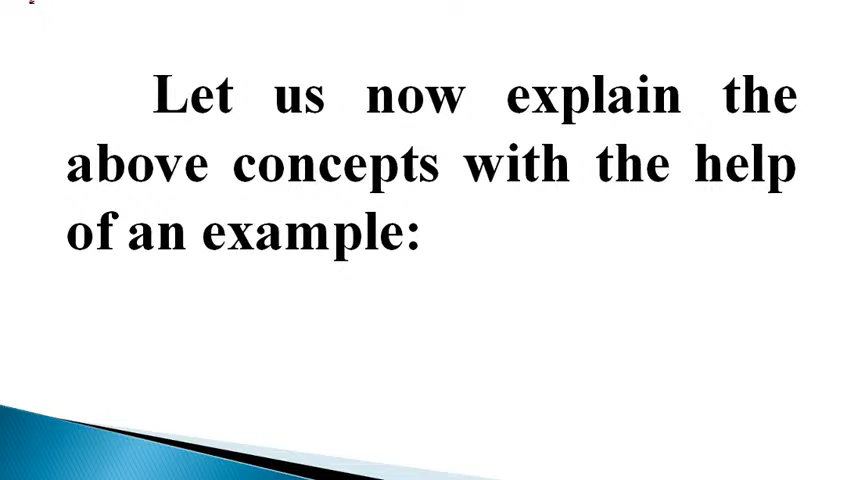 Let us now explain the
above concepts with the help
of an example: